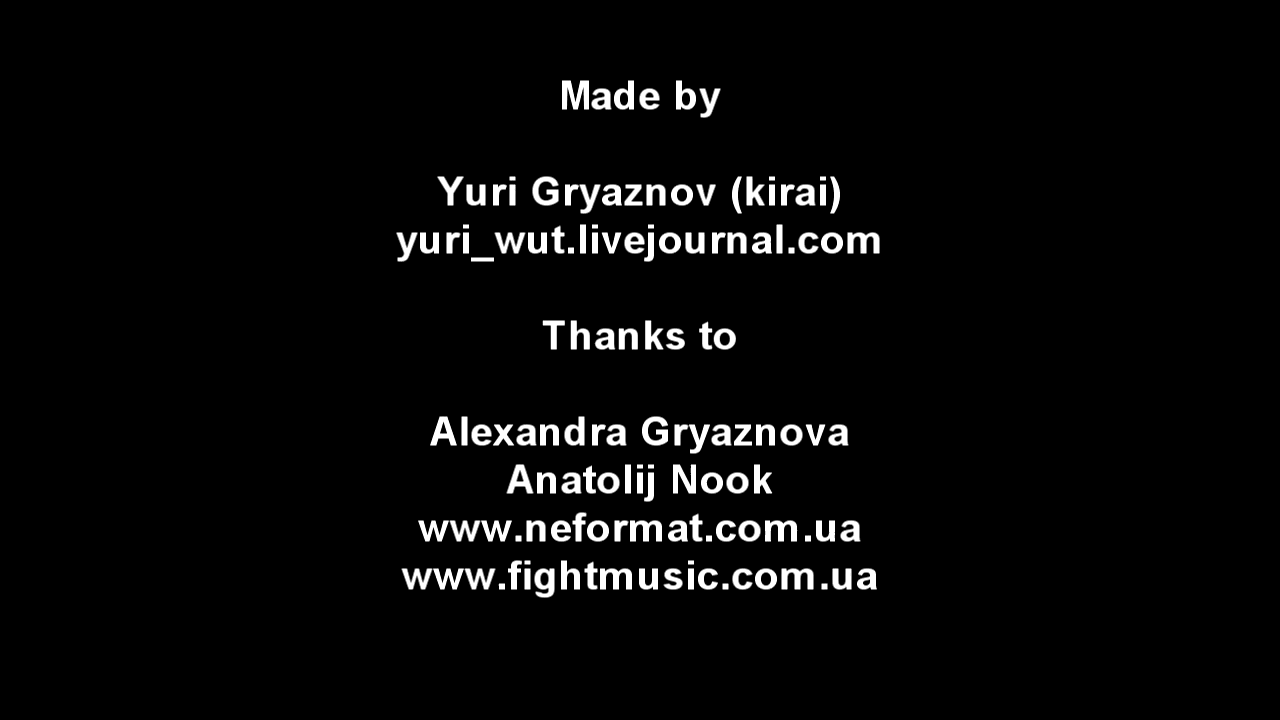 Made by
Yuri Gryaznov (kirai)
yuri_wut.livejournal.com
Thanks to
Alexandra Gryaznova
Anatolij Nook
www.neformat.com.ua
www.fightmusic.com.ua